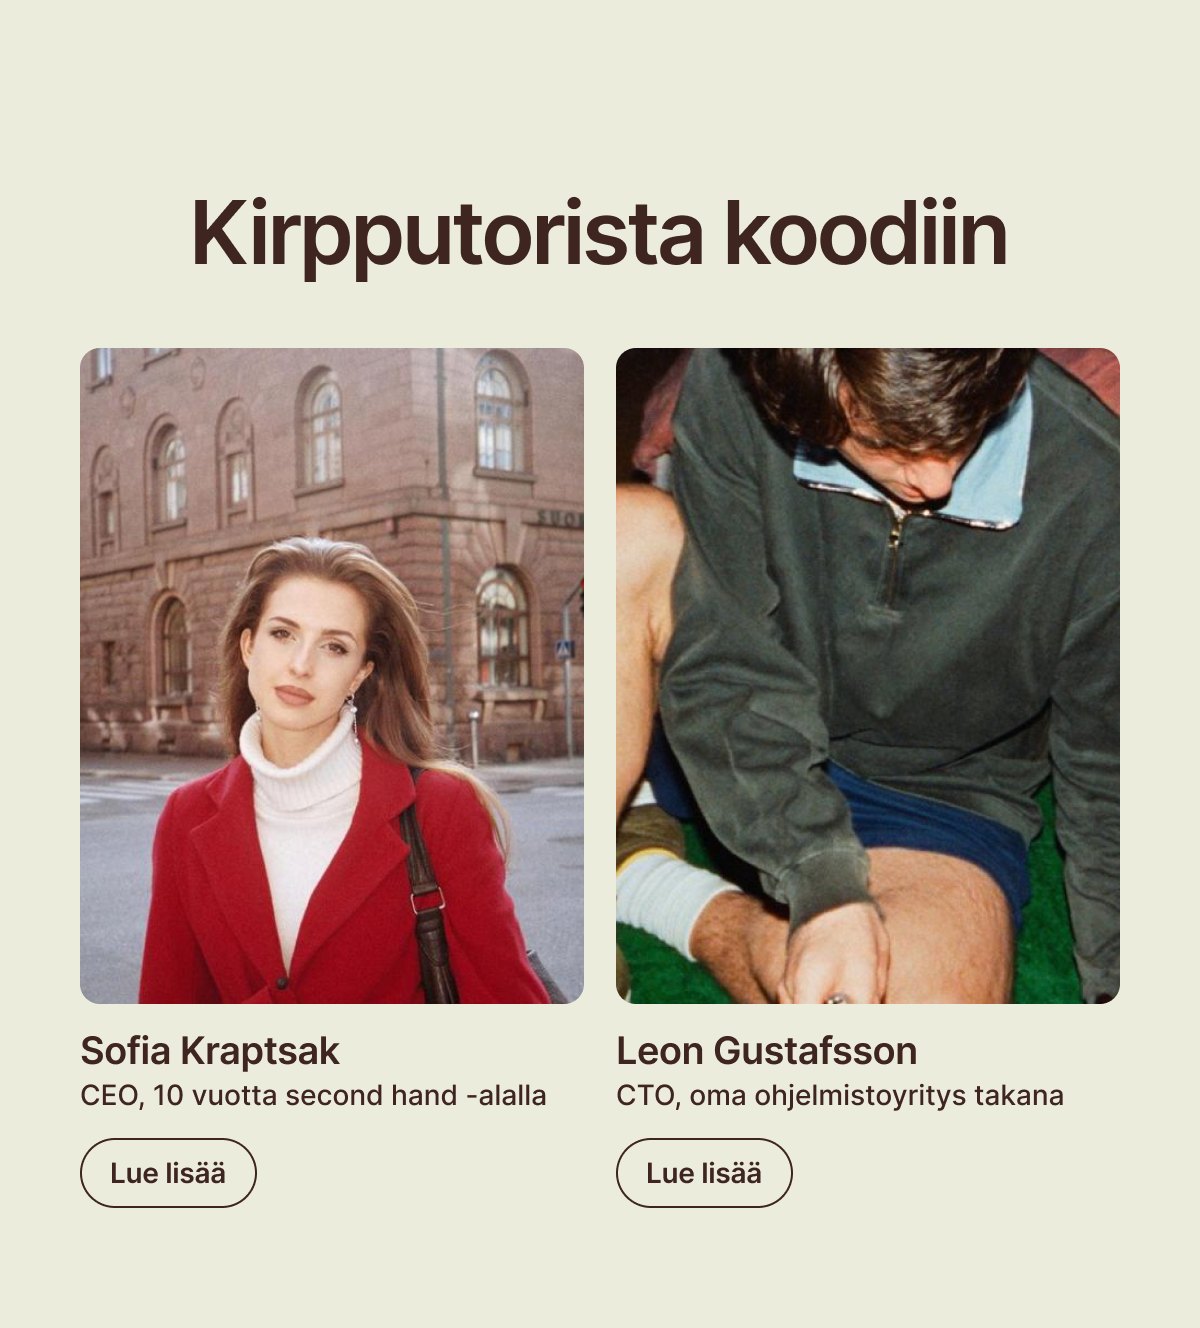 Kirpputorista koodiin
Sofia Kraptsak
CEO, 10 vuotta second hand -alalla
Lue lisää
Leon Gustafsson
CTO, oma ohjelmistoyritys takana
Lue lisää